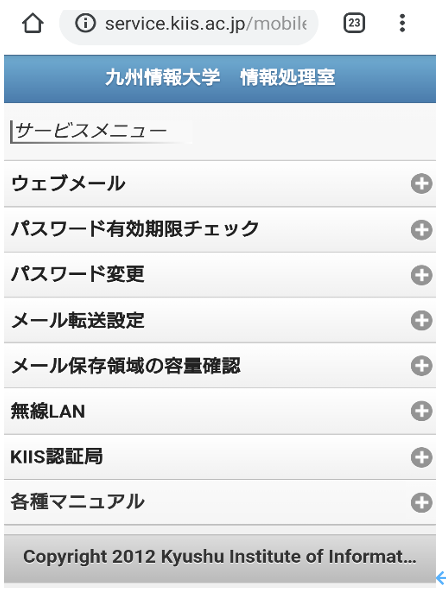 service.kiis.ac.jp/mobile
23
九州情報大学　情報処理室
サービスメニュー
ウェブメール
パスワード有効期限チェック
パスワード変更
メール転送設定
メール保存領域の容量確認
無線LAN
KIIS認証局
各種マニュアル
Copyright 2012 Kyushu Institute of Informat...